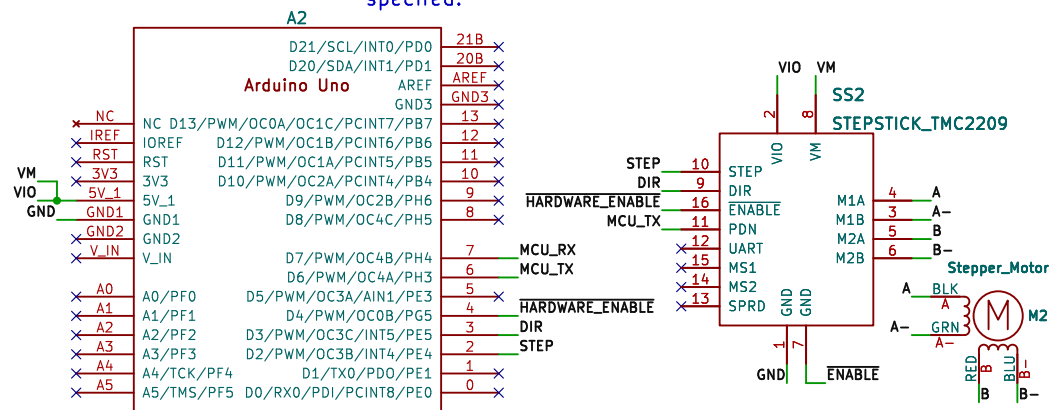 specified.
A2
Arduino Uno
D21/SCL/INT0/PD0 21B
D20/SDA/INT1/PD1 20B
AREF AREF
GND3 GND3
NC NC D13/PWM/OC0A/OC1C/PCINT7/PB7 13
IREF IOREF D12/PWM/OC1B/PCINT6/PB6 12
RST RST D11/PWM/OC1A/PCINT5/PB5 11
VM 3V3 3V3 D10/PWM/OC2A/PCINT4/PB4 10
VIO 5V_1 5V_1 D9/PWM/OC2B/PH6 9
GND GND1 GND1 D8/PWM/OC4C/PH5 8
GND2 GND2
V_IN V_IN D7/PWM/OC4B/PH4 7 MCU_RX
D6/PWM/OC4A/PH3 6 MCU_TX
A0 A0/PF0 D5/PWM/OC3A/AIN1/PE3 5
A1 A1/PF1 D4/PWM/OC0B/PG5 4 HARDWARE_ENABLE
A2 A2/PF2 D3/PWM/OC3C/INT5/PE5 3 DIR
A3 A3/PF3 D2/PWM/OC3B/INT4/PE4 2 STEP
A4 A4/TCK/PF4 D1/TX0/PDO/PE1 1
A5 A5/TMS/PF5 D0/RX0/PDI/PCINT8/PE0 0
VIO VM
2 8
SS2
STEPSTICK_TMC2209
VIO VM
STEP 10 STEP
DIR 9 DIR
HARDWARE_ENABLE 16 ENABLE
MCU_TX 11 PDN
12 UART
15 MS1
14 MS2
13 SPRD
M1A 4 A
M1B 3 A-
M2A 5 B
M2B 6 B-
GND GND
1 7
GND ENABLE
Stepper_Motor
M2
M
A BLK A
A- GRN A-
RED B B
BLU B- B-